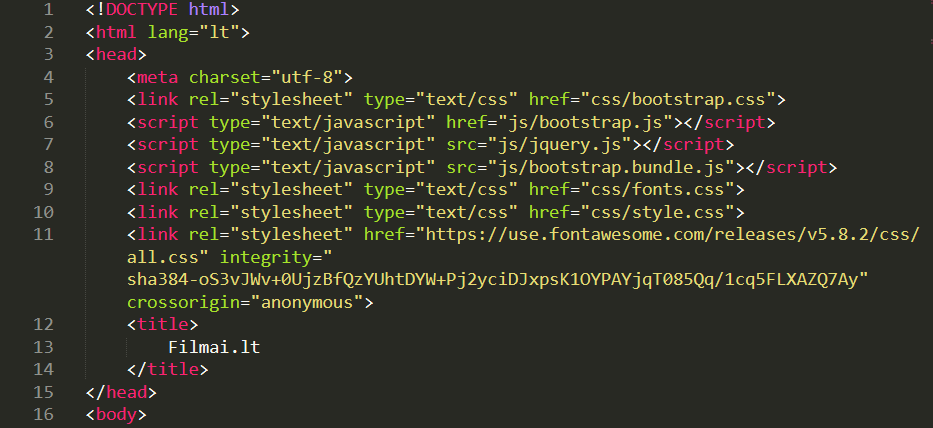 1 <!DOCTYPE html>
2 <html lang="lt">
3 <head>
4 <meta charset="utf-8">
5 <link rel="stylesheet" type="text/css" href="css/bootstrap.css">
6 <script type="text/javascript" href="js/bootstrap.js"></script>
7 <script type="text/javascript" src="js/jquery.js"></script>
8 <script type="text/javascript" src="js/bootstrap.bundle.js"></script>
9 <link rel="stylesheet" type="text/css" href="css/fonts.css">
10 <link rel="stylesheet" type="text/css" href="css/style.css">
11 <link rel="stylesheet" href="https://use.fontawesome.com/releases/v5.8.2/css/
all.css" integrity="
sha384-oS3vJWv+0UjzBfQzYUhtDYW+Pj2yciDJxpsK1OYPAYjqT085Qq/1cq5FLXAZQ7Ay"
crossorigin="anonymous">
12 <title>
13 Filmai.lt
14 </title>
15 </head>
16 <body>